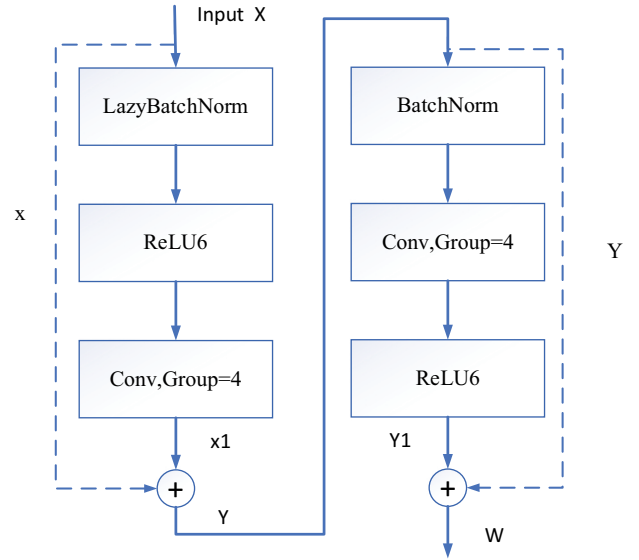 Input X
LazyBatchNorm
ReLU6
Conv,Group=4
x
x1
+
Y
BatchNorm
Conv,Group=4
ReLU6
Y
Y1
+
W